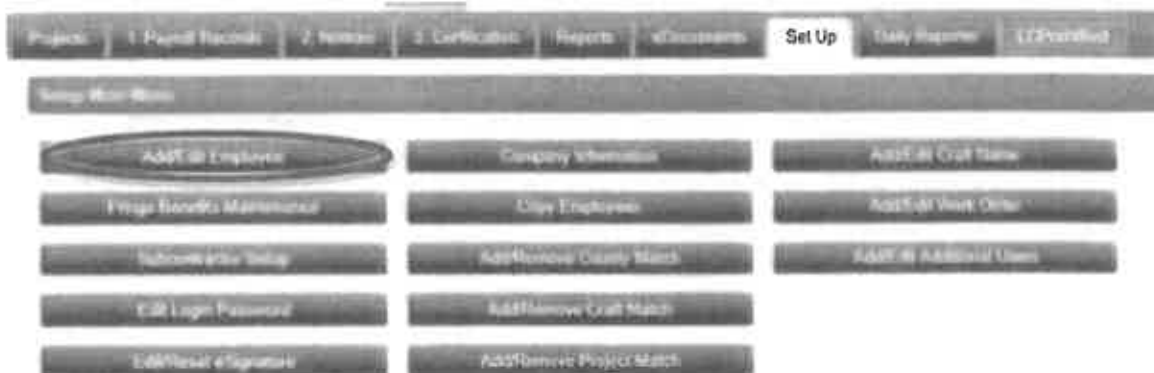 Projects 1. Payroll Records 2. Notices 3. Certification Reports eDocuments Set Up Daily Reporter LCPtracker
Setup Main Menu
Add/Edit Employee Company Information Add/Edit Craft Name
Fringe Benefits Maintenance Copy Employees Add/Edit Work Order
Subcontractor Setup Add/Remove County Match Add/Edit Additional Users
Edit Login Password Add/Remove Craft Match
Edit/Reset eSignature Add/Remove Project Match